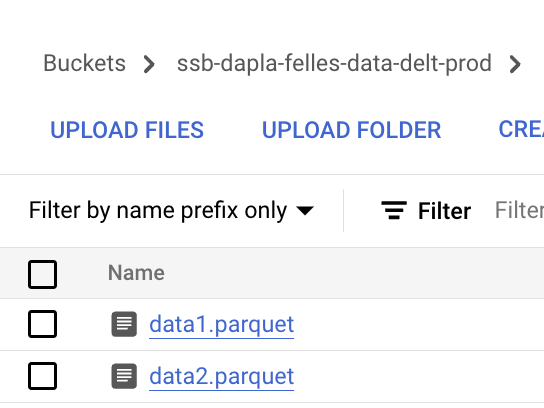 Buckets > ssb-dapla-felles-data-delt-prod >
UPLOAD FILES UPLOAD FOLDER CREA
Filter by name prefix only Filter Filter
Name
data1.parquet
data2.parquet